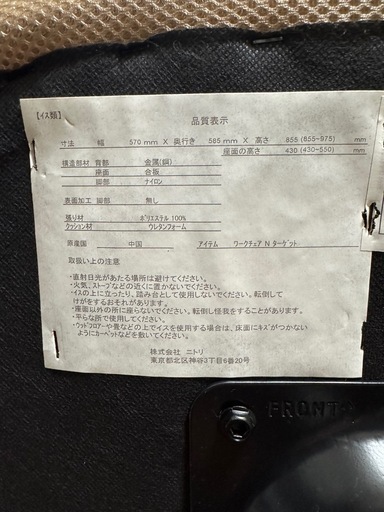 【イス類】
品質表示
寸法 幅 570 mm X 奥行き 585 mm X 高さ 855 (855~975) mm
座面の高さ 430 (430~550) mm
構造部材 背部 金属(鋼)
座面 合板
脚部 ナイロン
表面加工 脚部 無し
張り材 ポリエステル 100%
クッション材 ウレタンフォーム
原産国 中国 アイテム ワークチェア N ターゲット
取扱い上の注意
・直射日光があたる場所は避けてください。
・火気、ストーブなどの近くに置かないでください。
・イスの上に立ったり、踏み台として使用しないでください。転倒して
けがをするおそれがあります。
・座面以外の所に座らないでください。転倒し怪我をすることがあります。
・平らな所で使用してください。
・ウッドフロアーや畳などの上でイスを使用する場合は、床面にキズがつかない
ようにカーペットなどを敷いてください。
株式会社 ニトリ
東京都北区神谷3丁目6番20号
FRONT